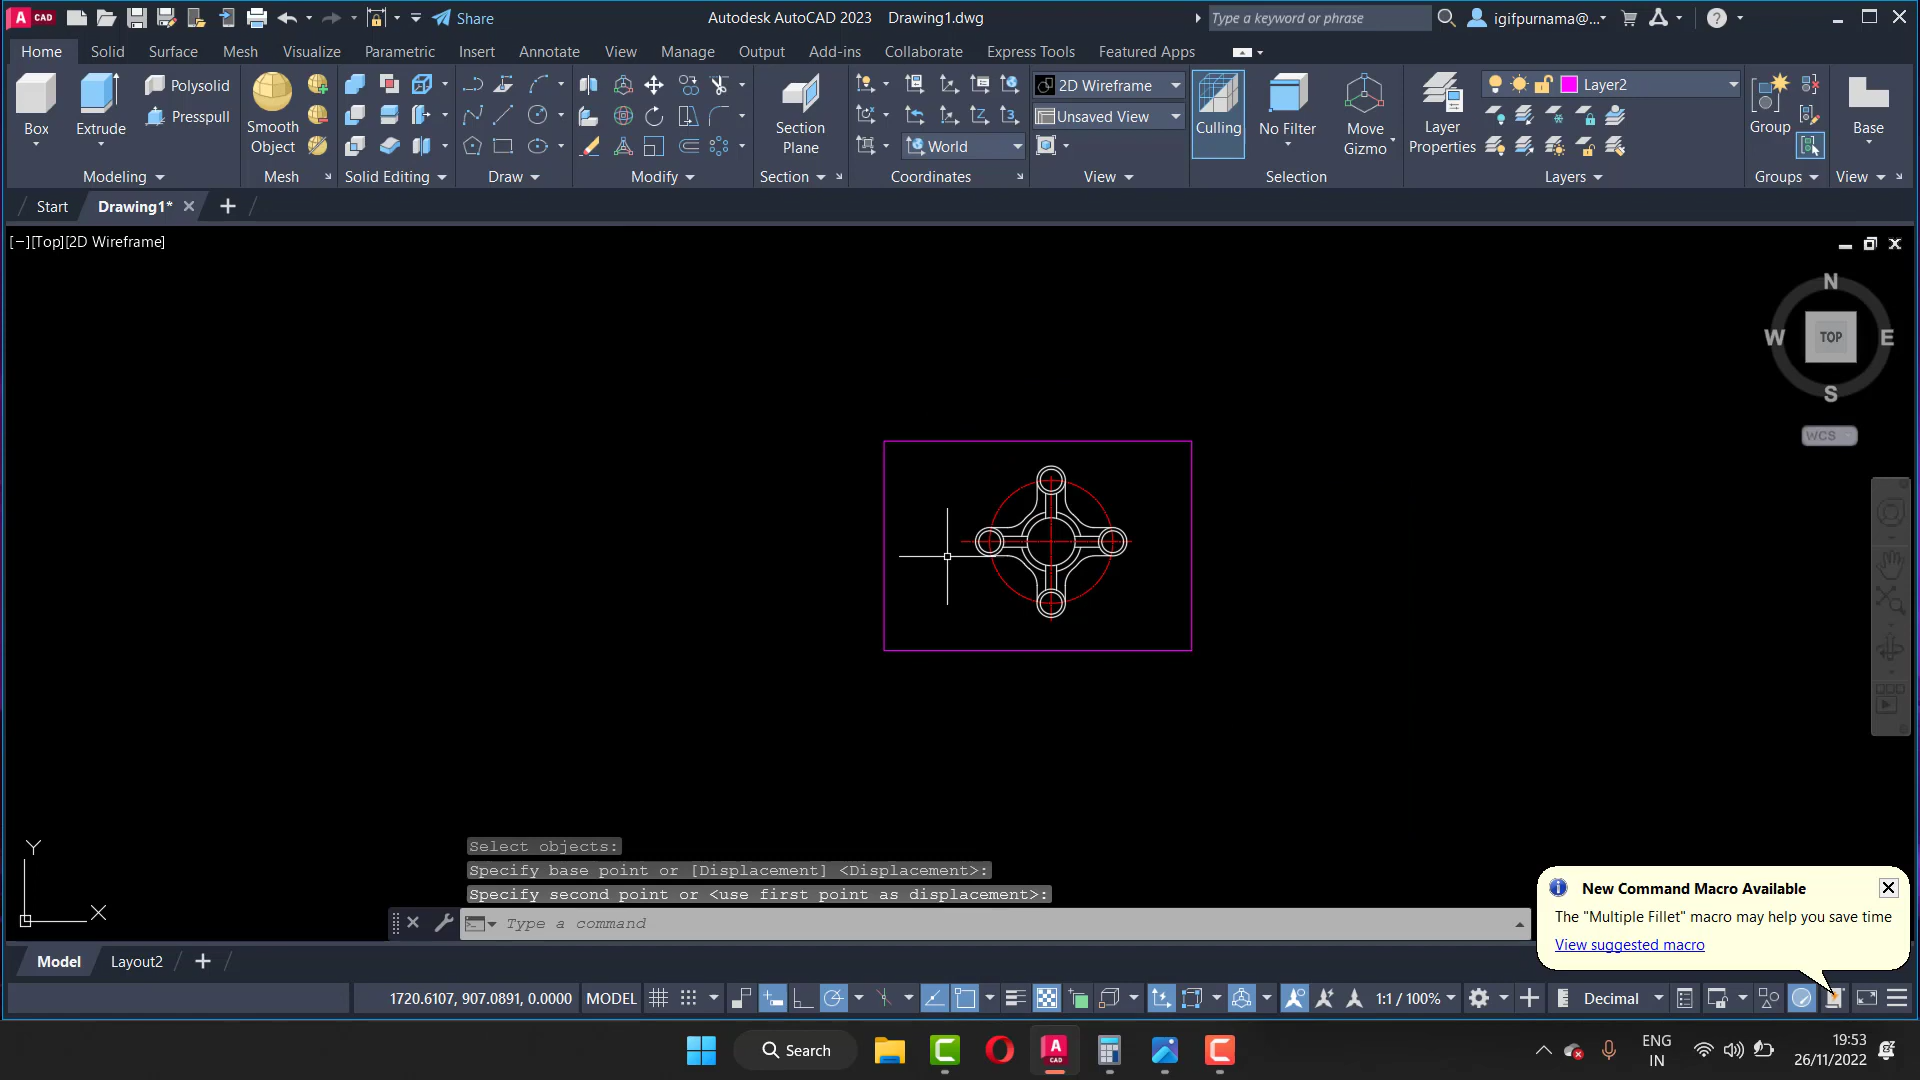 CAD
Share
Autodesk AutoCAD 2023 Drawing1.dwg
Type a keyword or phrase
igifpurnama@...
Home Solid Surface Mesh Visualize Parametric Insert Annotate View Manage Output Add-ins Collaborate Express Tools Featured Apps
Box
Extrude
Polysolid
Presspull
Smooth
Object
Section
Plane
World
2D Wireframe
Unsaved View
Culling
No Filter
Move
Gizmo
Layer
Properties
Layer2
Group
Base
Modeling Mesh Solid Editing Draw Modify Section Coordinates View Selection Layers Groups View
Start Drawing1*
[−][Top][2D Wireframe]
N
W TOP E
S
WCS
Y
X
Select objects:
Specify base point or [Displacement] <Displacement>:
Specify second point or <use first point as displacement>:
Type a command
New Command Macro Available
The "Multiple Fillet" macro may help you save time
View suggested macro
Model Layout2
1720.6107, 907.0891, 0.0000 MODEL 1:1 / 100% Decimal
Search
A
CAD
ENG
IN
19:53
26/11/2022